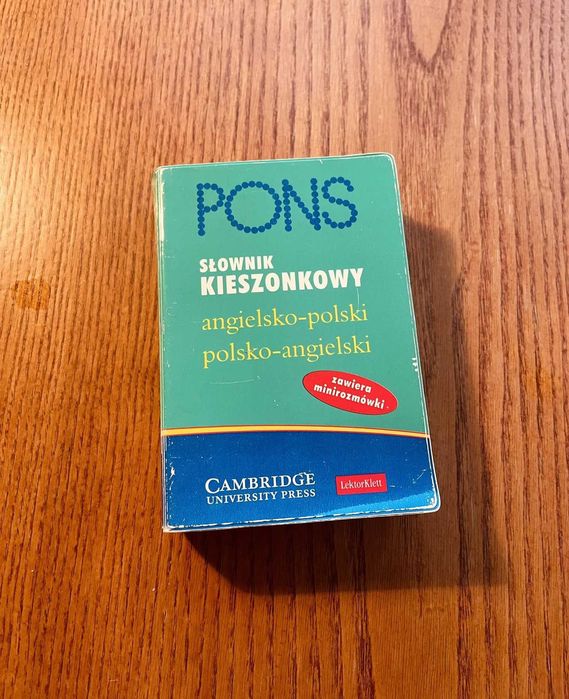 PONS
SŁOWNIK
KIESZONKOWY
angielsko-polski
polsko-angielski
zawiera
minirozmówki
CAMBRIDGE
UNIVERSITY PRESS
LektorKlett